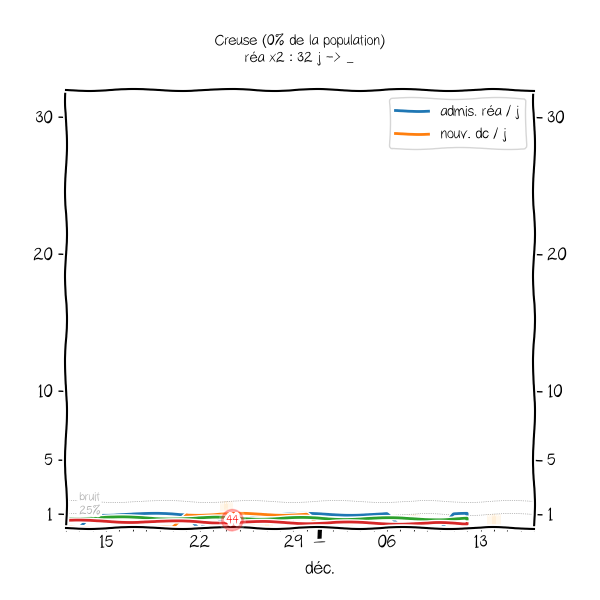 Creuse (0% de la population)
réa x2 : 32 j -> _
admis. réa / j
nouv. dc / j
30
30
20
20
10
10
5
5
bruit
25%
1
1
44
15
22
29
06
13
déc.